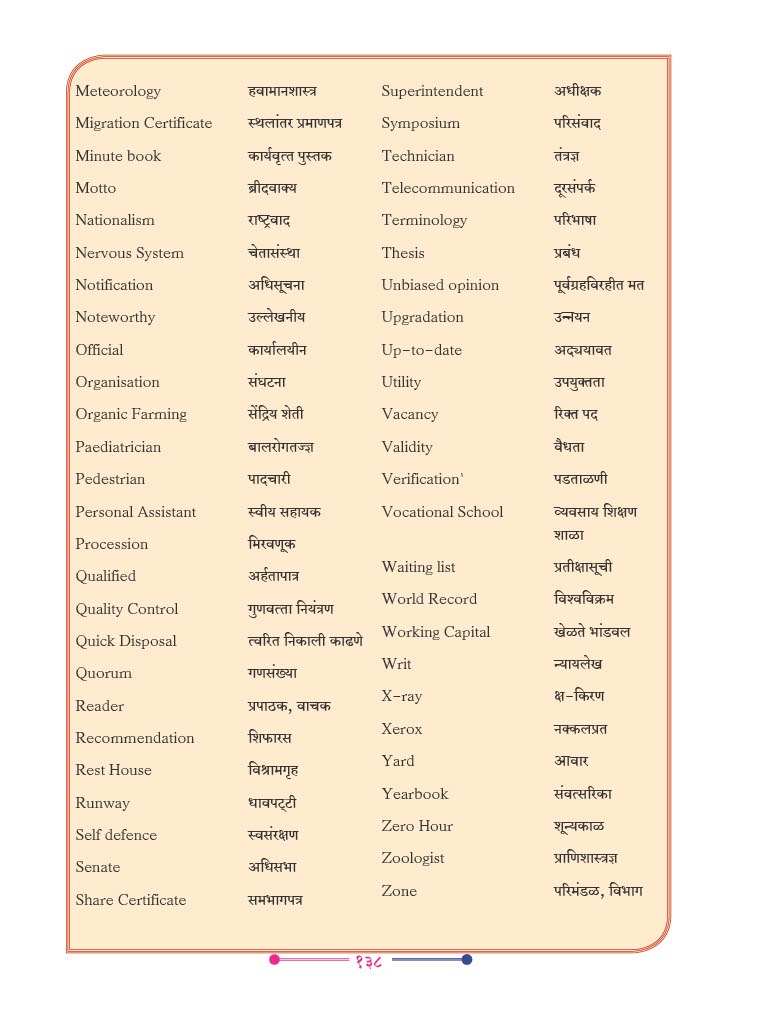 Meteorology हवामानशास्त्र
Migration Certificate स्थलांतर प्रमाणपत्र
Minute book कार्यवृत्त पुस्तक
Motto ब्रीदवाक्य
Nationalism राष्ट्रवाद
Nervous System चेतासंस्था
Notification अधिसूचना
Noteworthy उल्लेखनीय
Official कार्यालयीन
Organisation संघटना
Organic Farming सेंद्रिय शेती
Paediatrician बालरोगतज्ज्ञ
Pedestrian पादचारी
Personal Assistant स्वीय सहायक
Procession मिरवणूक
Qualified अर्हतापात्र
Quality Control गुणवत्ता नियंत्रण
Quick Disposal त्वरित निकाली काढणे
Quorum गणसंख्या
Reader प्रपाठक, वाचक
Recommendation शिफारस
Rest House विश्रामगृह
Runway धावपट्टी
Self defence स्वसंरक्षण
Senate अधिसभा
Share Certificate समभागपत्र
Superintendent अधीक्षक
Symposium परिसंवाद
Technician तंत्रज्ञ
Telecommunication दूरसंपर्क
Terminology परिभाषा
Thesis प्रबंध
Unbiased opinion पूर्वग्रहविरहीत मत
Upgradation उन्नयन
Up-to-date अद्ययावत
Utility उपयुक्तता
Vacancy रिक्त पद
Validity वैधता
Verification‵ पडताळणी
Vocational School व्यवसाय शिक्षण
शाळा
Waiting list प्रतीक्षासूची
World Record विश्वविक्रम
Working Capital खेळते भांडवल
Writ न्यायलेख
X-ray क्ष-किरण
Xerox नक्कलप्रत
Yard आवार
Yearbook संवत्सरिका
Zero Hour शून्यकाळ
Zoologist प्राणिशास्त्रज्ञ
Zone परिमंडळ, विभाग
१३८